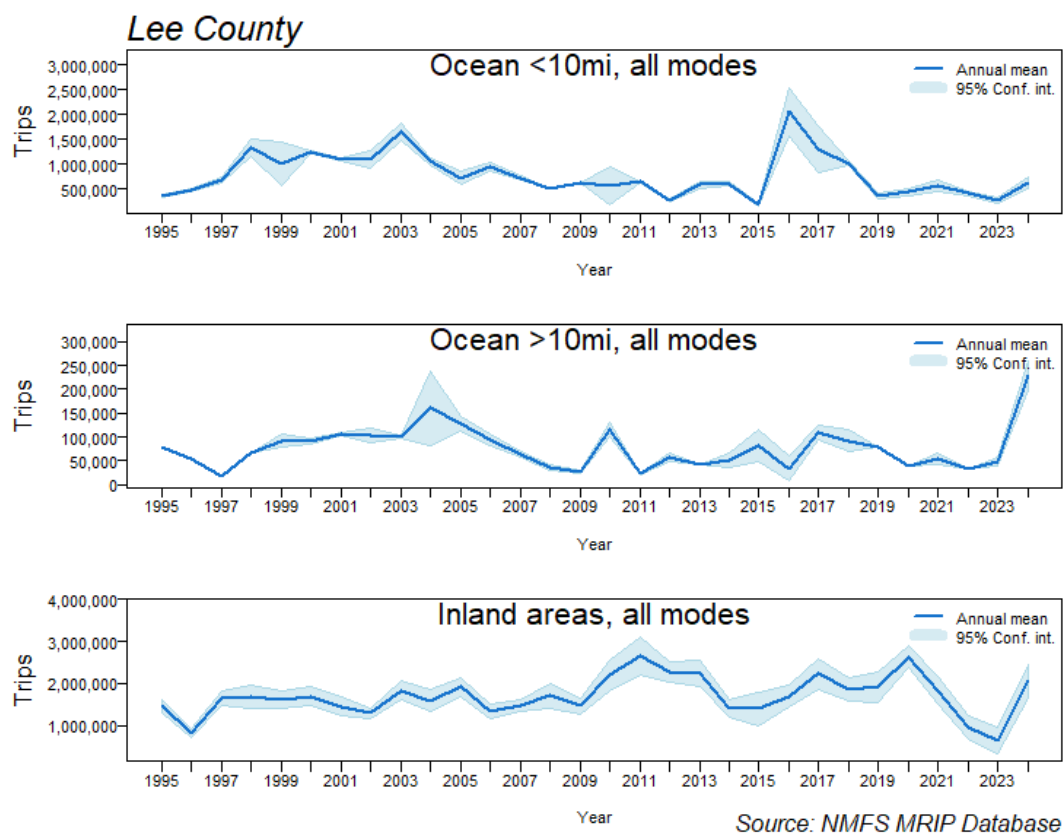 Lee County
Ocean <10mi, all modes
Annual mean
95% Conf. int.
Trips
3,000,000
2,500,000
2,000,000
1,500,000
1,000,000
500,000
1995 1997 1999 2001 2003 2005 2007 2009 2011 2013 2015 2017 2019 2021 2023
Year
Ocean >10mi, all modes
Annual mean
95% Conf. int.
Trips
300,000
250,000
200,000
150,000
100,000
50,000
0
1995 1997 1999 2001 2003 2005 2007 2009 2011 2013 2015 2017 2019 2021 2023
Year
Inland areas, all modes
Annual mean
95% Conf. int.
Trips
4,000,000
3,000,000
2,000,000
1,000,000
1995 1997 1999 2001 2003 2005 2007 2009 2011 2013 2015 2017 2019 2021 2023
Year
Source: NMFS MRIP Database